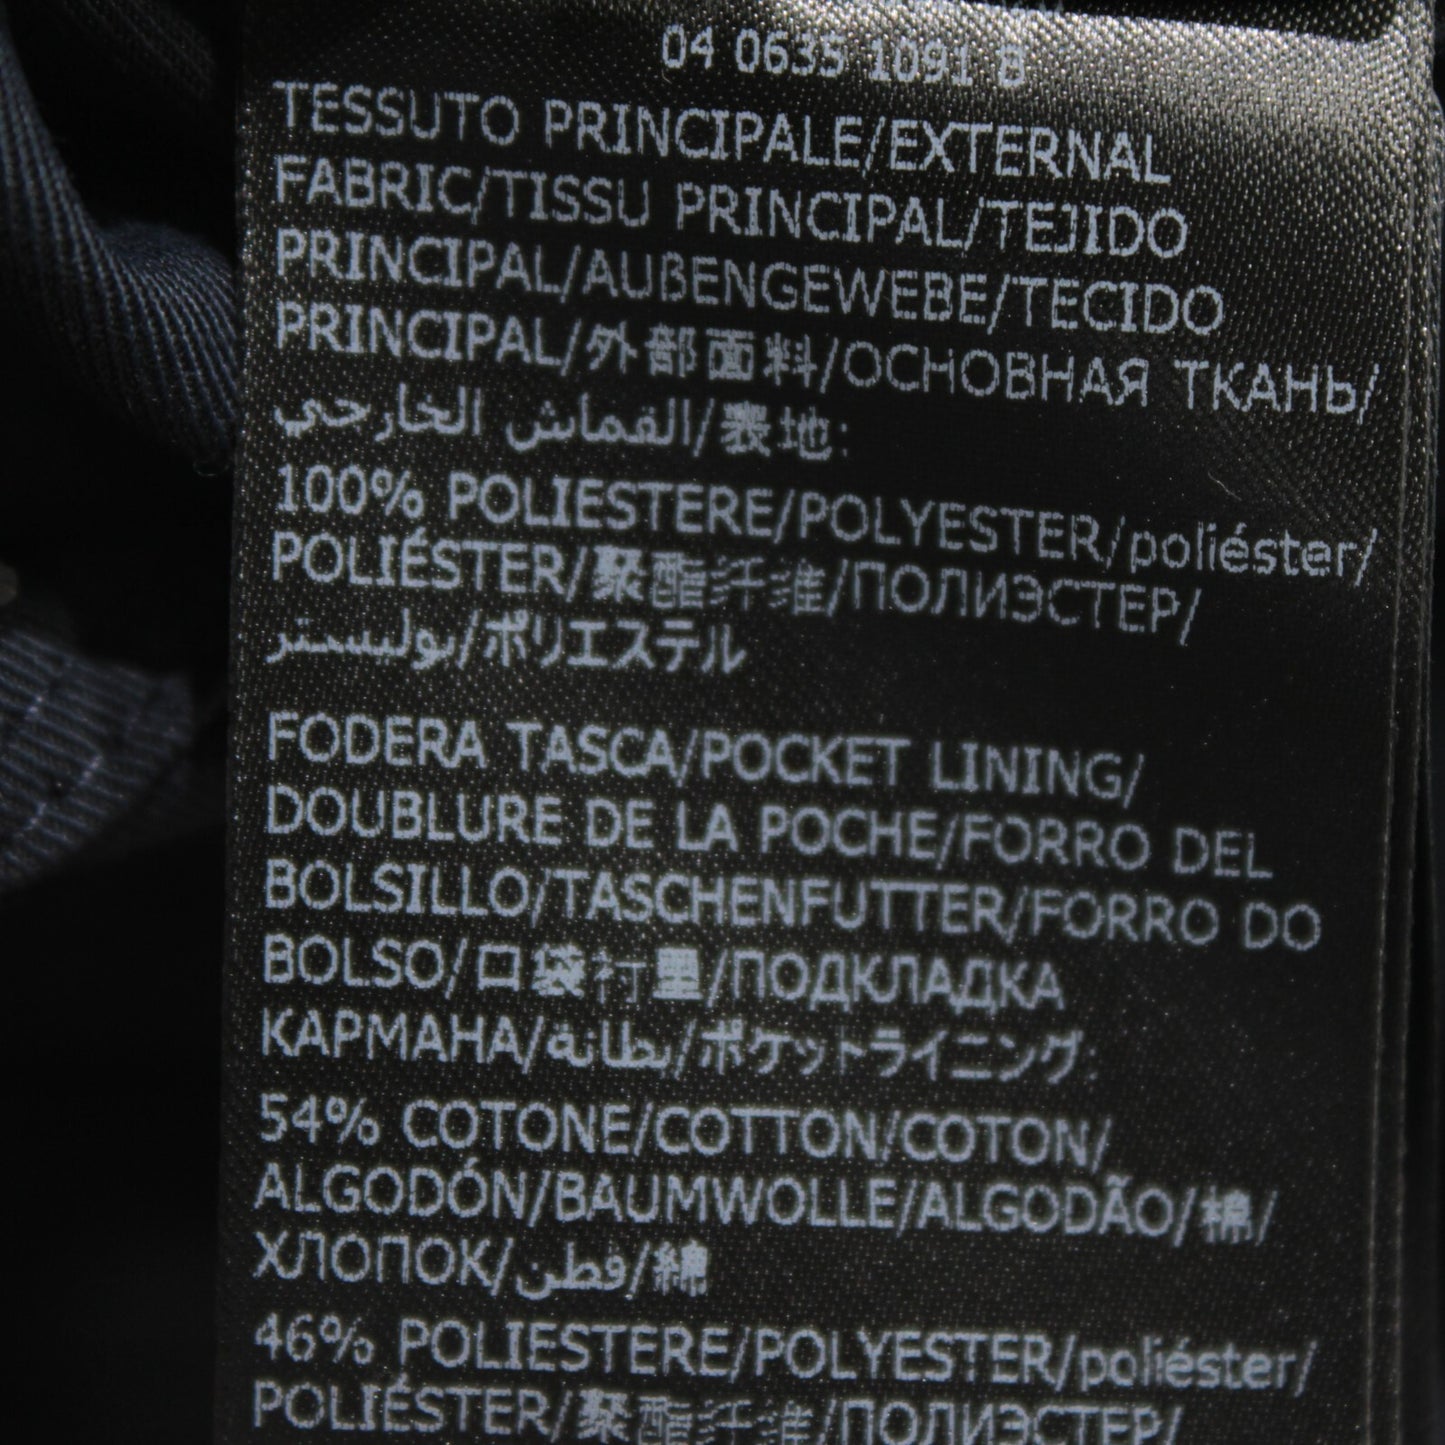 04 0635 1091 B
TESSUTO PRINCIPALE/EXTERNAL
FABRIC/TISSU PRINCIPAL/TEJIDO
PRINCIPAL/AUßENGEWEBE/TECIDO
PRINCIPAL/外部面料/ОСНОВНАЯ ТКАНЬ/
القماش الخارجي/表地:
100% POLIESTERE/POLYESTER/poliéster/
POLIÉSTER/聚酯纤维/ПОЛИЭСТЕР/
بوليستر/ポリエステル
FODERA TASCA/POCKET LINING/
DOUBLURE DE LA POCHE/FORRO DEL
BOLSILLO/TASCHENFUTTER/FORRO DO
BOLSO/口袋衬里/ПОДКЛАДКА
КАРМАНА/بطانة/ポケットライニング:
54% COTONE/COTTON/COTON/
ALGODÓN/BAUMWOLLE/ALGODÃO/棉/
ХЛОПОК/قطن/綿
46% POLIESTERE/POLYESTER/poliéster/
POLIÉSTER/聚酯纤维/ПОЛИЭСТЕР/